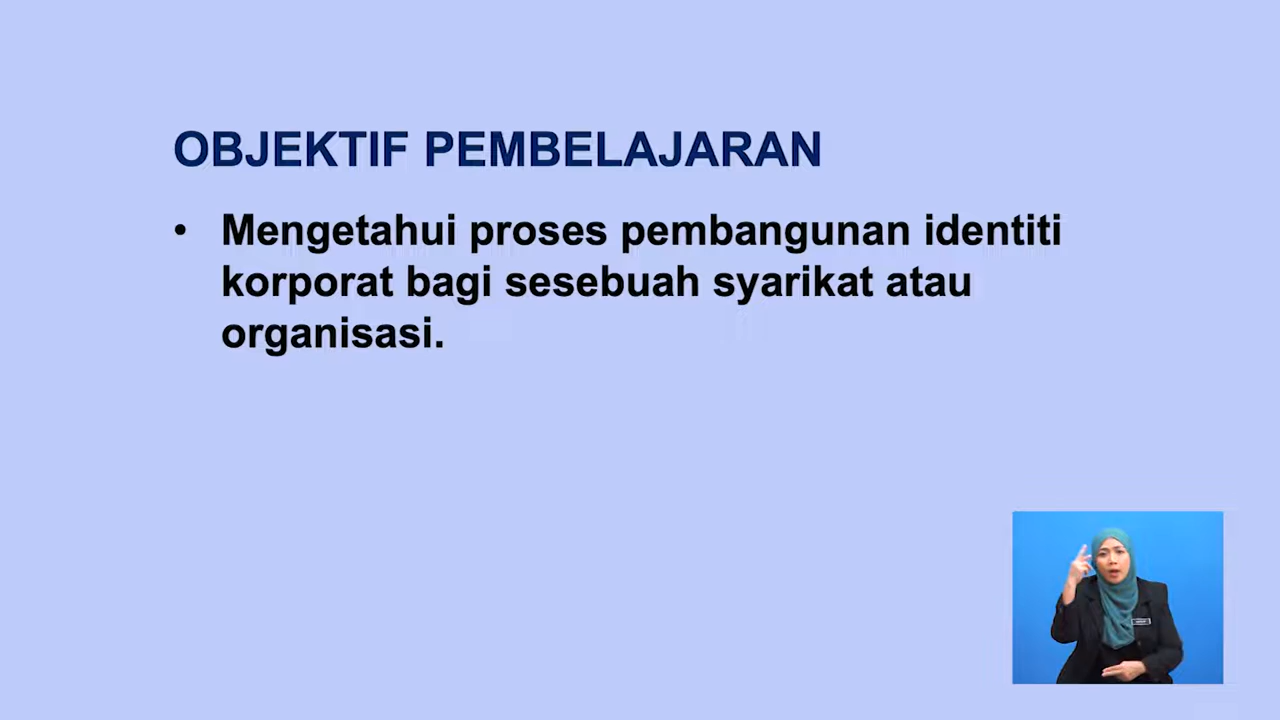 OBJEKTIF PEMBELAJARAN
• Mengetahui proses pembangunan identiti
korporat bagi sesebuah syarikat atau
organisasi.